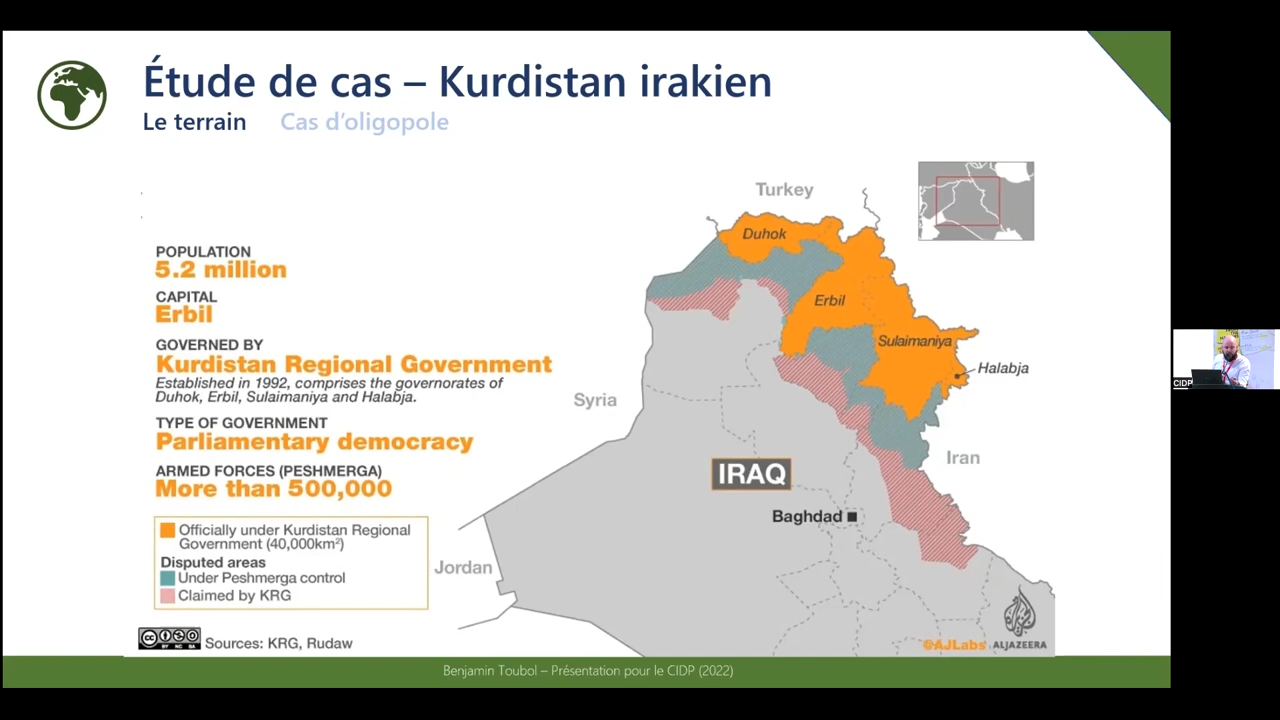 Étude de cas – Kurdistan irakien
Le terrain Cas d'oligopole
POPULATION
5.2 million
CAPITAL
Erbil
GOVERNED BY
Kurdistan Regional Government
Established in 1992, comprises the governorates of
Duhok, Erbil, Sulaimaniya and Halabja.
TYPE OF GOVERNMENT
Parliamentary democracy
ARMED FORCES (PESHMERGA)
More than 500,000
Officially under Kurdistan Regional
Government (40,000km²)
Disputed areas
Under Peshmerga control
Claimed by KRG
Sources: KRG, Rudaw
Turkey
Duhok
Erbil
Sulaimaniya
Halabja
Syria
Iran
IRAQ
Baghdad
Jordan
@AJLabs ALJAZEERA
Benjamin Toubol – Présentation pour le CIDP (2022)
CIDP